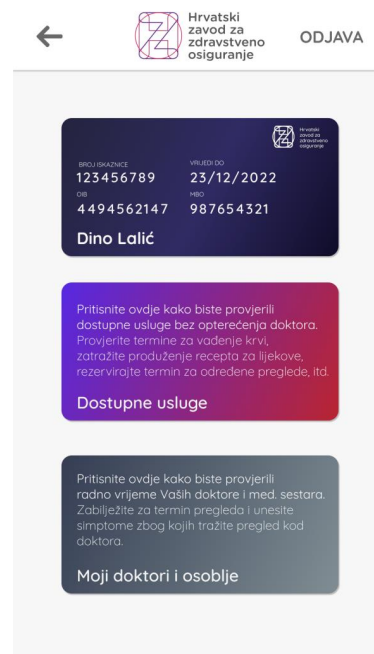 Hrvatski
zavod za
zdravstveno
osiguranje
ODJAVA
Hrvatski
zavod za
zdravstveno
osiguranje
BROJ ISKAZNICE
VRIJEDI DO
123456789
23/12/2022
OIB
MBO
4494562147
987654321
Dino Lalić
Pritisnite ovdje kako biste provjerili
dostupne usluge bez opterećenja doktora.
Provjerite termine za vađenje krvi,
zatražite produženje recepta za lijekove,
rezervirajte termin za određene preglede, itd.
Dostupne usluge
Pritisnite ovdje kako biste provjerili
radno vrijeme Vaših doktore i med. sestara.
Zabilježite za termin pregleda i unesite
simptome zbog kojih tražite pregled kod
doktora.
Moji doktori i osoblje